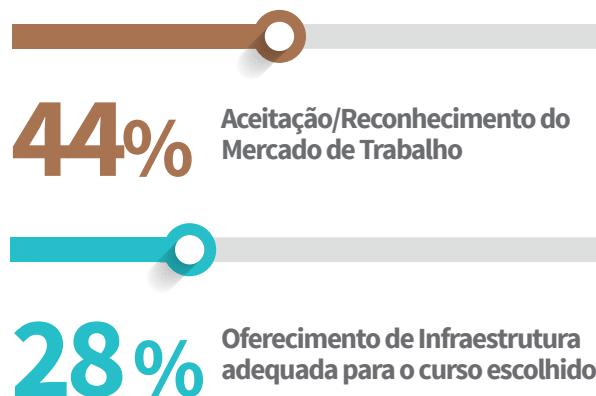 44%
Aceitação/Reconhecimento do
Mercado de Trabalho
28%
Oferecimento de Infraestrutura
adequada para o curso escolhido